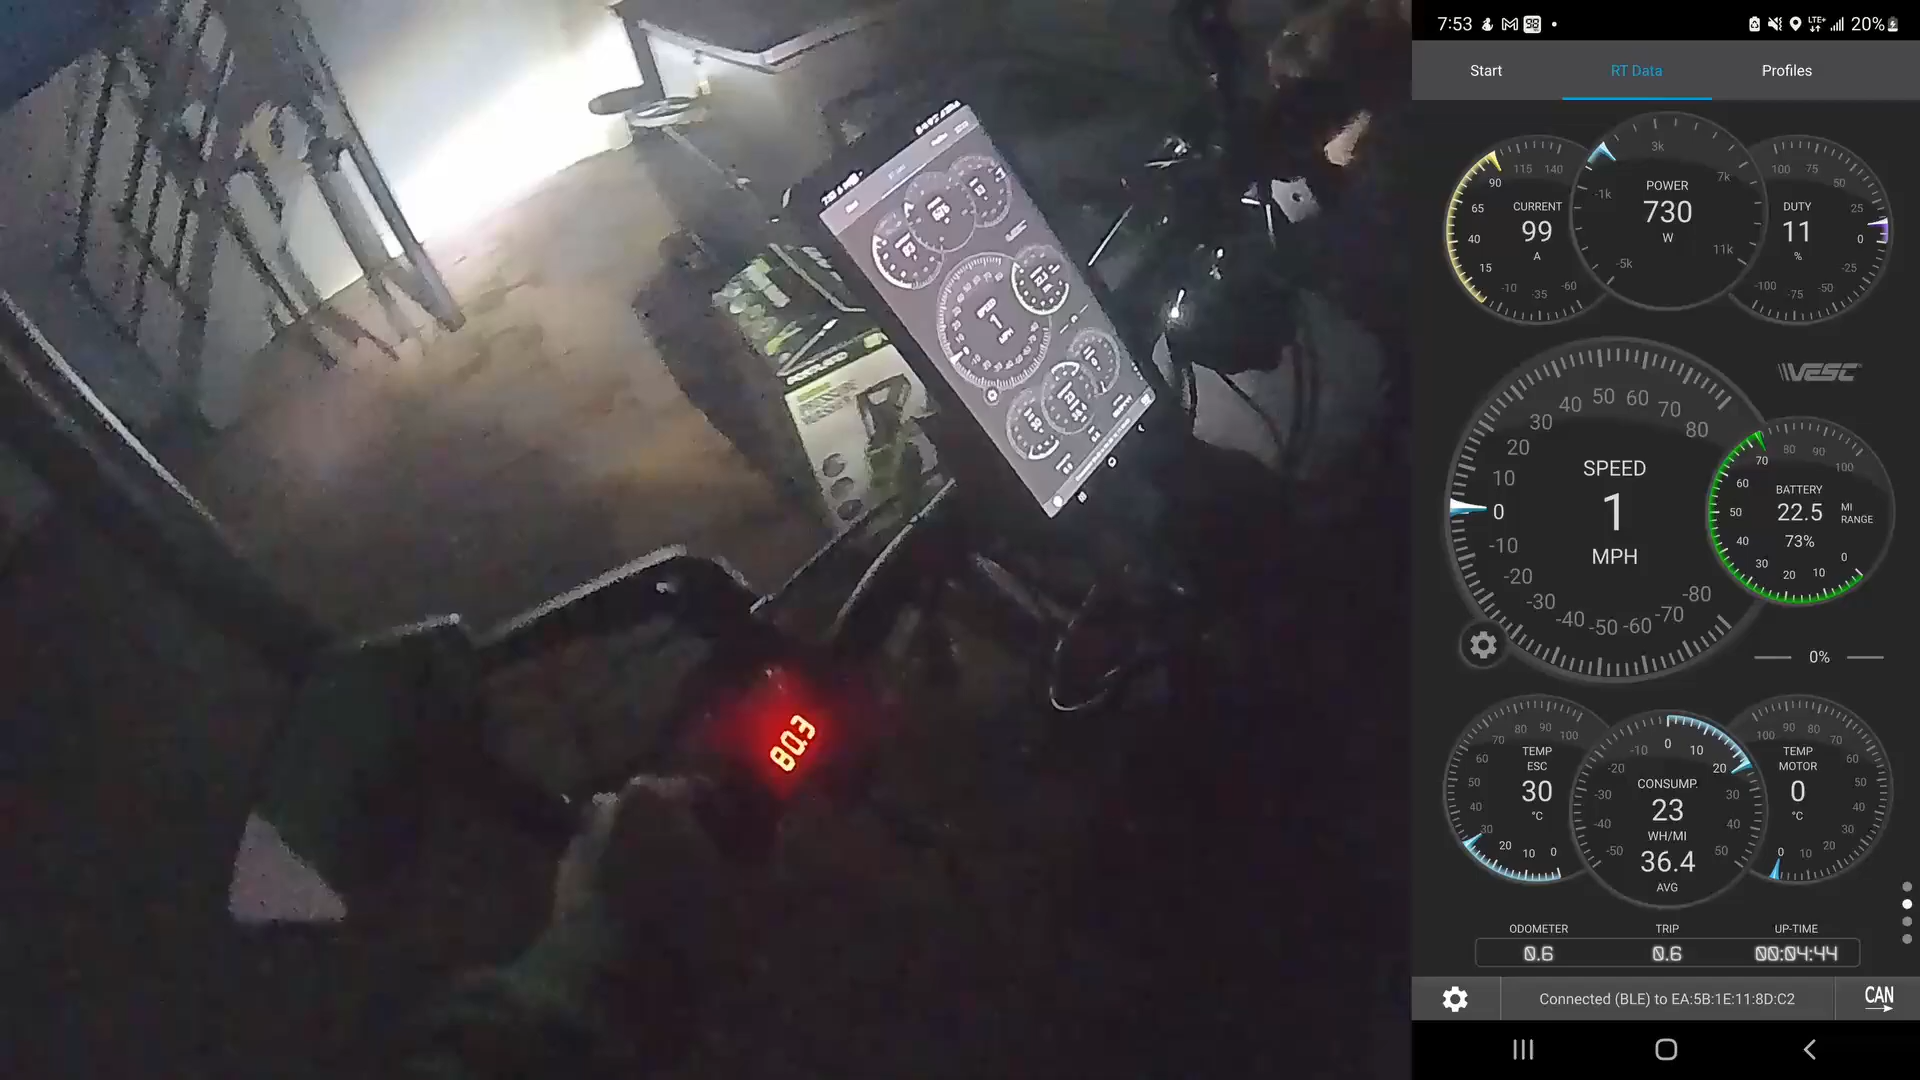 7:53
98
LTE+
20%
Start
RT Data
Profiles
CURRENT
99
A
-60
-35
-10
15
40
65
90
115
140
POWER
730
W
-5k
-1k
3k
7k
11k
DUTY
11
%
100
75
50
25
0
-25
-50
-75
-100
VESC
SPEED
1
MPH
80
70
60
50
40
30
20
10
0
-10
-20
-30
-40
-50
-60
-70
-80
BATTERY
22.5
MI
RANGE
73%
0
10
20
30
40
50
60
70
80
90
100
0%
TEMP
ESC
30
°C
0
10
20
30
40
50
60
70
80
90
100
CONSUMP.
23
WH/MI
36.4
AVG
-50
-40
-30
-20
-10
0
10
20
30
40
50
TEMP
MOTOR
0
°C
0
10
20
30
40
50
60
70
80
90
100
ODOMETER
TRIP
UP-TIME
0.6
0.6
00:04:44
Connected (BLE) to EA:5B:1E:11:8D:C2
CAN
SPEED
1
MPH
80.3